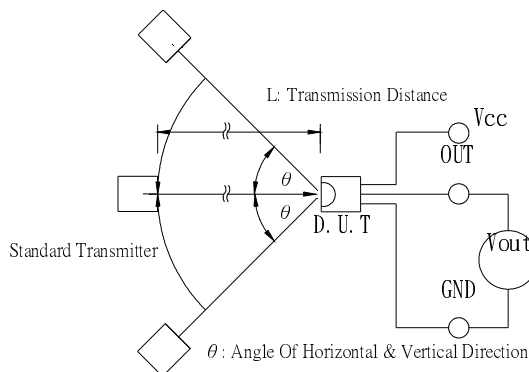 L: Transmission Distance
Vcc
OUT
θ
θ
D.U.T
Standard Transmitter
Vout
GND
θ: Angle Of Horizontal & Vertical Direction